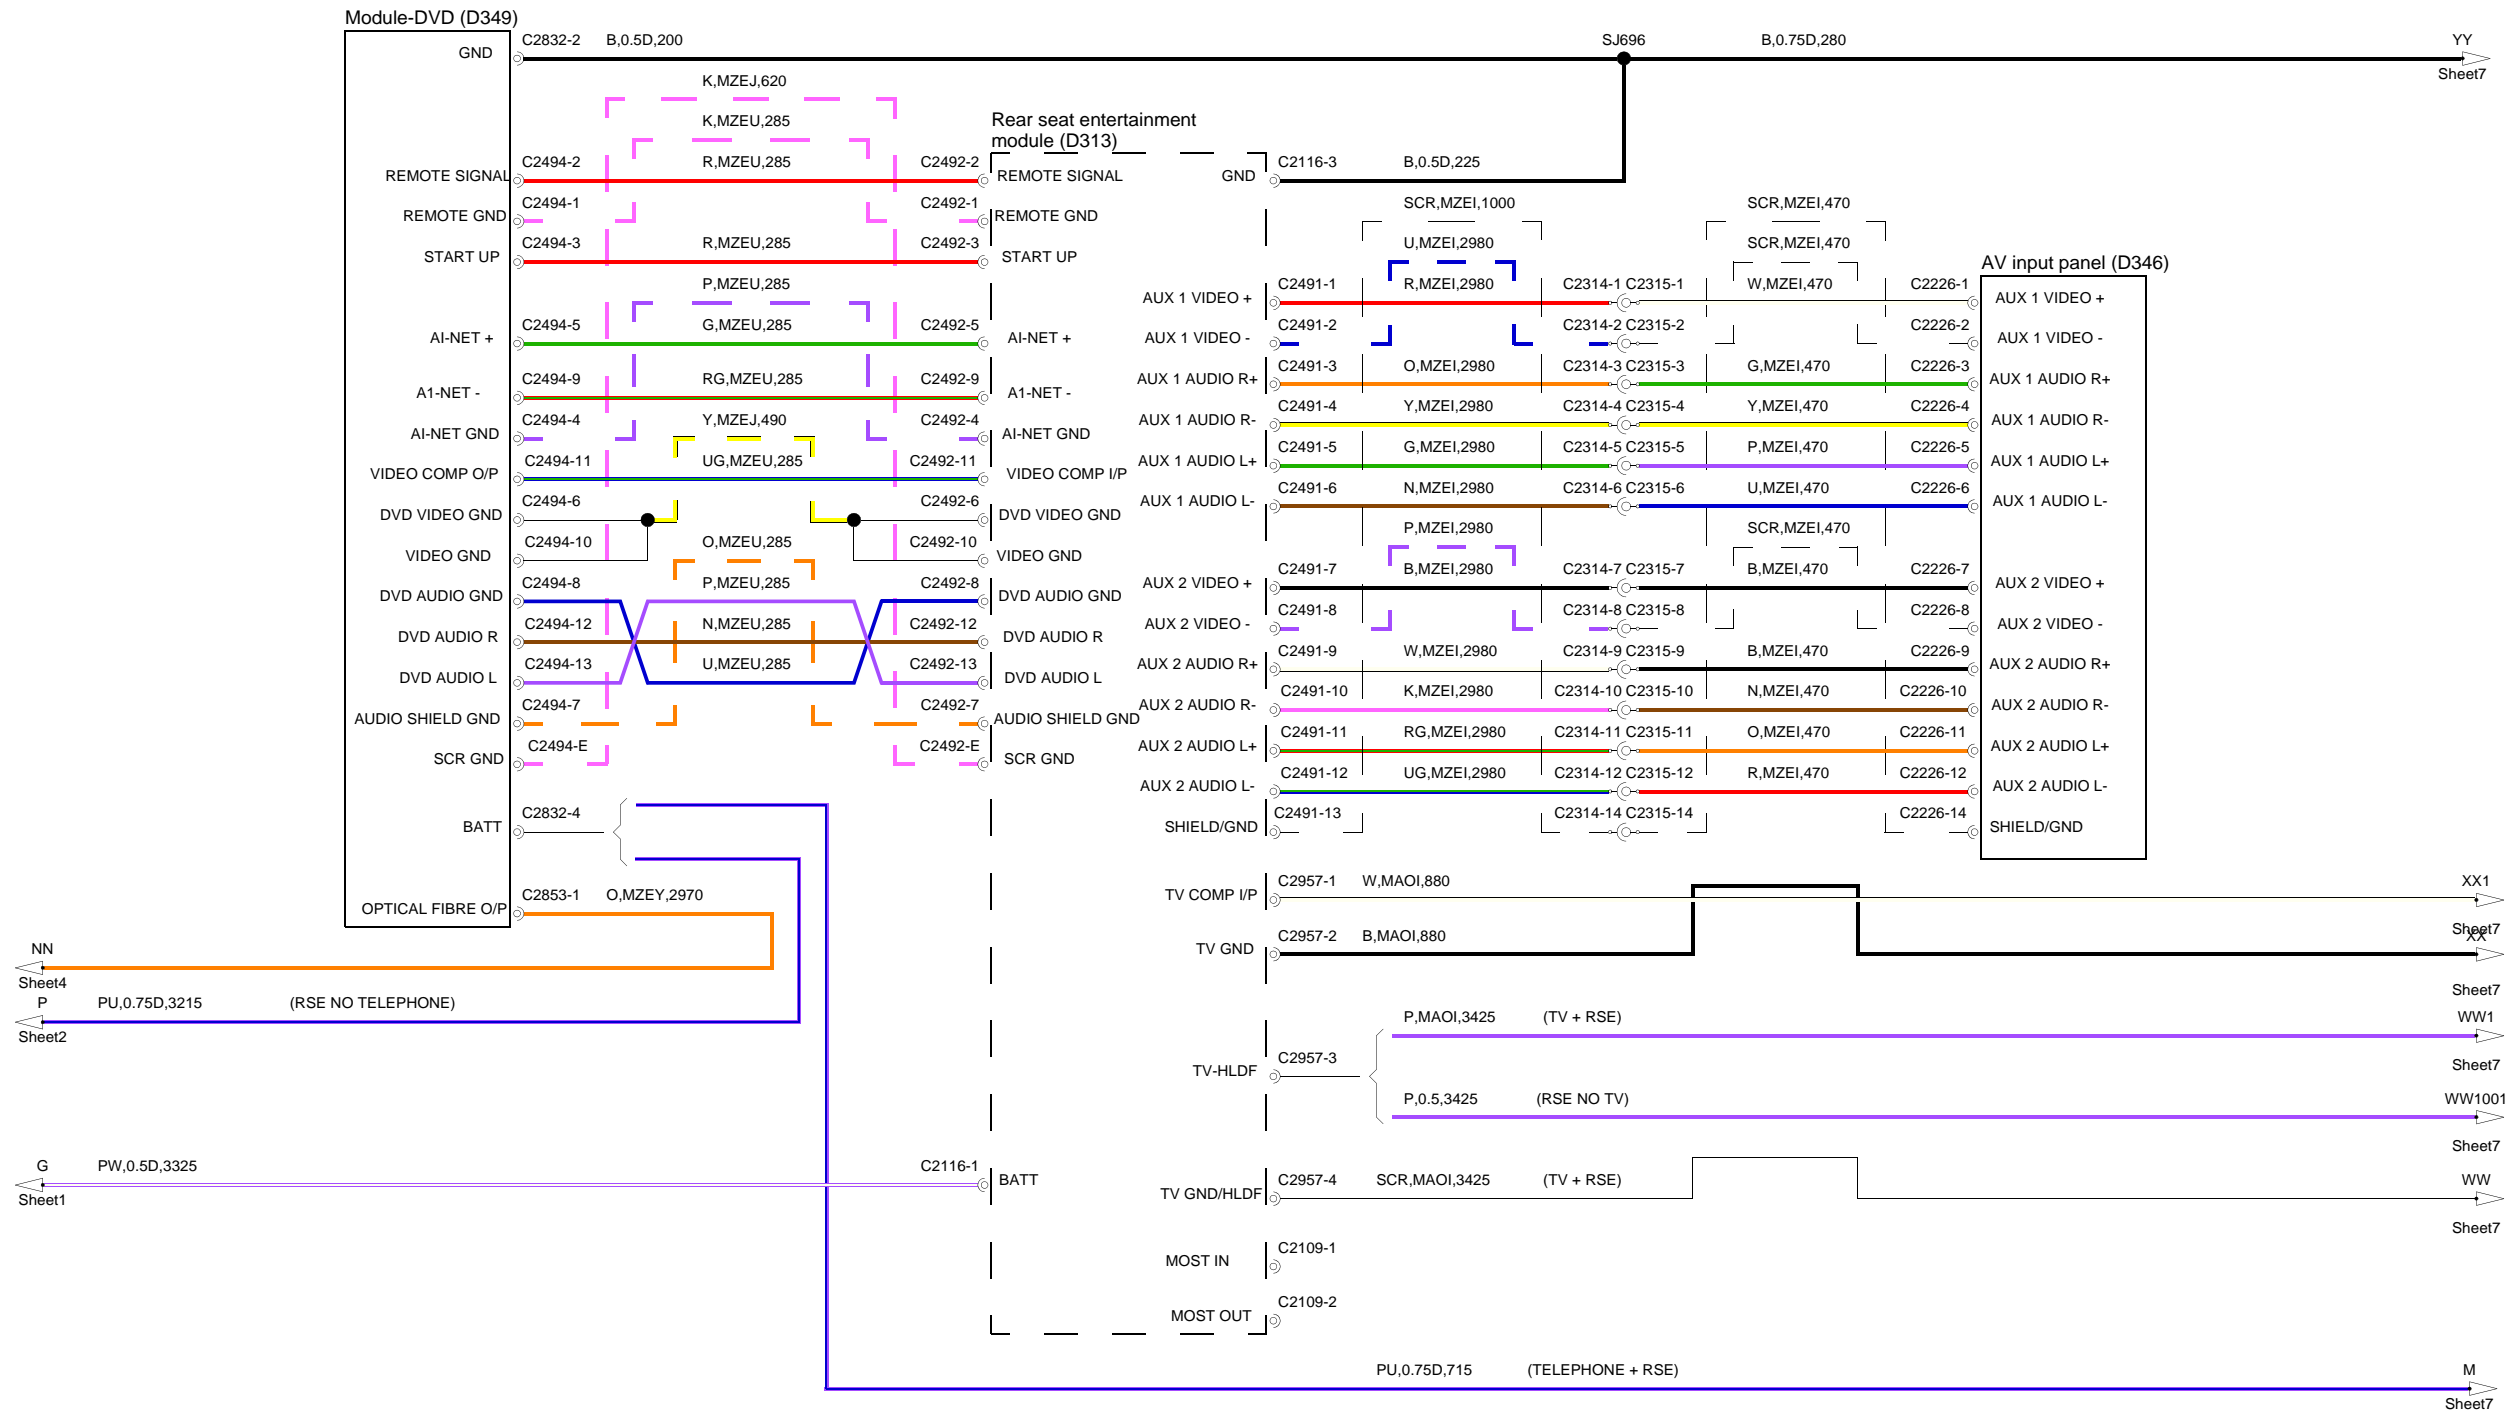 Module-DVD (D349)
GND
C2832-2 B,0.5D,200
SJ696
B,0.75D,280
YY
Sheet7
K,MZEJ,620
K,MZEU,285
Rear seat entertainment
module (D313)
REMOTE SIGNAL C2494-2 R,MZEU,285 C2492-2 REMOTE SIGNAL
GND C2116-3 B,0.5D,225
REMOTE GND C2494-1 C2492-1 REMOTE GND
START UP C2494-3 R,MZEU,285 C2492-3 START UP
P,MZEU,285
AI-NET + C2494-5 G,MZEU,285 C2492-5 AI-NET +
A1-NET - C2494-9 RG,MZEU,285 C2492-9 A1-NET -
AI-NET GND C2494-4 Y,MZEJ,490 C2492-4 AI-NET GND
VIDEO COMP O/P C2494-11 UG,MZEU,285 C2492-11 VIDEO COMP I/P
DVD VIDEO GND C2494-6 C2492-6 DVD VIDEO GND
VIDEO GND C2494-10 O,MZEU,285 C2492-10 VIDEO GND
DVD AUDIO GND C2494-8 P,MZEU,285 C2492-8 DVD AUDIO GND
DVD AUDIO R C2494-12 N,MZEU,285 C2492-12 DVD AUDIO R
DVD AUDIO L C2494-13 U,MZEU,285 C2492-13 DVD AUDIO L
AUDIO SHIELD GND C2494-7 C2492-7 AUDIO SHIELD GND
SCR GND C2494-E C2492-E SCR GND
BATT C2832-4
OPTICAL FIBRE O/P C2853-1 O,MZEY,2970
SCR,MZEI,1000 SCR,MZEI,470
U,MZEI,2980 SCR,MZEI,470
AV input panel (D346)
AUX 1 VIDEO + C2491-1 R,MZEI,2980 C2314-1 C2315-1 W,MZEI,470 C2226-1 AUX 1 VIDEO +
AUX 1 VIDEO - C2491-2 C2314-2 C2315-2 C2226-2 AUX 1 VIDEO -
AUX 1 AUDIO R+ C2491-3 O,MZEI,2980 C2314-3 C2315-3 G,MZEI,470 C2226-3 AUX 1 AUDIO R+
AUX 1 AUDIO R- C2491-4 Y,MZEI,2980 C2314-4 C2315-4 Y,MZEI,470 C2226-4 AUX 1 AUDIO R-
AUX 1 AUDIO L+ C2491-5 G,MZEI,2980 C2314-5 C2315-5 P,MZEI,470 C2226-5 AUX 1 AUDIO L+
AUX 1 AUDIO L- C2491-6 N,MZEI,2980 C2314-6 C2315-6 U,MZEI,470 C2226-6 AUX 1 AUDIO L-
P,MZEI,2980 SCR,MZEI,470
AUX 2 VIDEO + C2491-7 B,MZEI,2980 C2314-7 C2315-7 B,MZEI,470 C2226-7 AUX 2 VIDEO +
AUX 2 VIDEO - C2491-8 C2314-8 C2315-8 C2226-8 AUX 2 VIDEO -
AUX 2 AUDIO R+ C2491-9 W,MZEI,2980 C2314-9 C2315-9 B,MZEI,470 C2226-9 AUX 2 AUDIO R+
AUX 2 AUDIO R- C2491-10 K,MZEI,2980 C2314-10 C2315-10 N,MZEI,470 C2226-10 AUX 2 AUDIO R-
AUX 2 AUDIO L+ C2491-11 RG,MZEI,2980 C2314-11 C2315-11 O,MZEI,470 C2226-11 AUX 2 AUDIO L+
AUX 2 AUDIO L- C2491-12 UG,MZEI,2980 C2314-12 C2315-12 R,MZEI,470 C2226-12 AUX 2 AUDIO L-
SHIELD/GND C2491-13 C2314-14 C2315-14 C2226-14 SHIELD/GND
TV COMP I/P C2957-1 W,MAOI,880 XX1
Sheet7
TV GND C2957-2 B,MAOI,880 XX
Sheet7
NN
Sheet4
P PU,0.75D,3215 (RSE NO TELEPHONE)
Sheet2
P,MAOI,3425 (TV + RSE) WW1
Sheet7
TV-HLDF C2957-3
P,0.5,3425 (RSE NO TV) WW1001
Sheet7
G PW,0.5D,3325 C2116-1 BATT
Sheet1
TV GND/HLDF C2957-4 SCR,MAOI,3425 (TV + RSE) WW
Sheet7
MOST IN C2109-1
MOST OUT C2109-2
PU,0.75D,715 (TELEPHONE + RSE) M
Sheet7